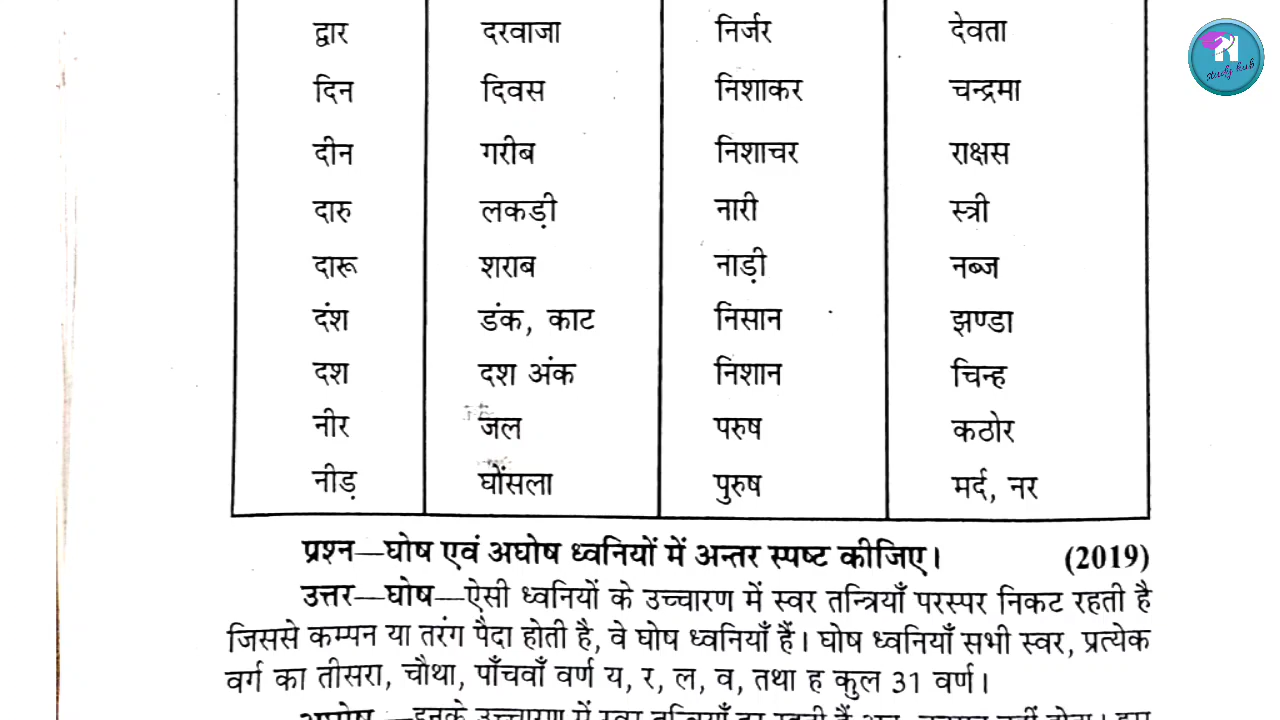 द्वार दरवाजा निर्जर देवता
दिन दिवस निशाकर चन्द्रमा
दीन गरीब निशाचर राक्षस
दारु लकड़ी नारी स्त्री
दारू शराब नाड़ी नब्ज
दंश डंक, काट निसान झण्डा
दश दश अंक निशान चिन्ह
नीर जल परुष कठोर
नीड़ घोंसला पुरुष मर्द, नर
प्रश्न—घोष एवं अघोष ध्वनियों में अन्तर स्पष्ट कीजिए। (2019)
उत्तर—घोष—ऐसी ध्वनियों के उच्चारण में स्वर तन्त्रियाँ परस्पर निकट रहती है
जिससे कम्पन या तरंग पैदा होती है, वे घोष ध्वनियाँ हैं। घोष ध्वनियाँ सभी स्वर, प्रत्येक
वर्ग का तीसरा, चौथा, पाँचवाँ वर्ण य, र, ल, व, तथा ह कुल 31 वर्ण।
study hub